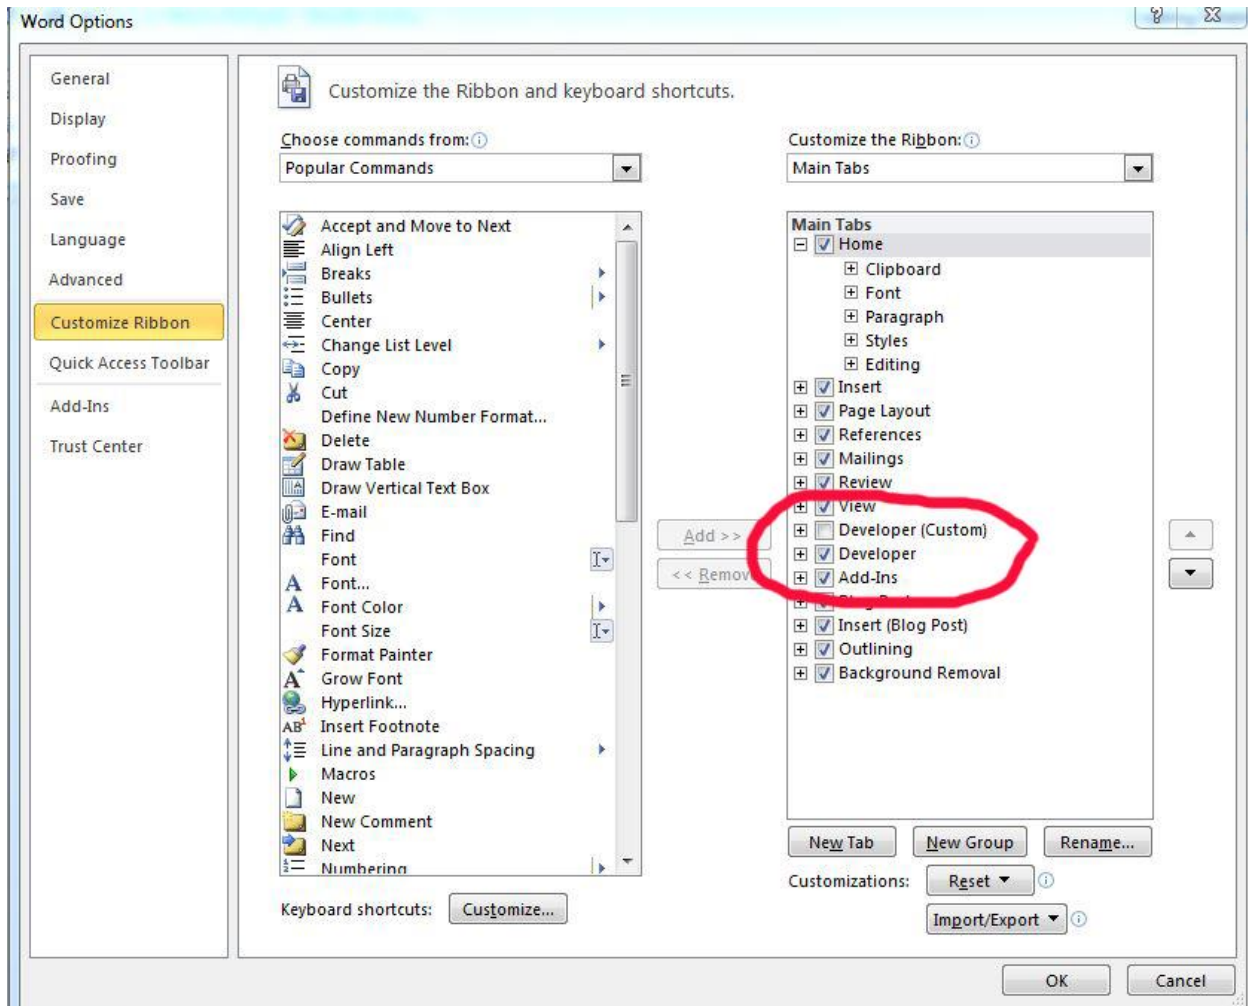 Word Options
General
Display
Proofing
Save
Language
Advanced
Customize Ribbon
Quick Access Toolbar
Add-Ins
Trust Center
Customize the Ribbon and keyboard shortcuts.
Choose commands from:
Popular Commands
Accept and Move to Next
Align Left
Breaks
Bullets
Center
Change List Level
Copy
Cut
Define New Number Format...
Delete
Draw Table
Draw Vertical Text Box
E-mail
Find
Font
Font...
Font Color
Font Size
Format Painter
Grow Font
Hyperlink...
Insert Footnote
Line and Paragraph Spacing
Macros
New
New Comment
Next
Numbering
Keyboard shortcuts: Customize...
Add >>
<< Remove
Customize the Ribbon:
Main Tabs
Main Tabs
Home
Clipboard
Font
Paragraph
Styles
Editing
Insert
Page Layout
References
Mailings
Review
View
Developer (Custom)
Developer
Add-Ins
Insert (Blog Post)
Outlining
Background Removal
New Tab New Group Rename...
Customizations: Reset
Import/Export
OK Cancel